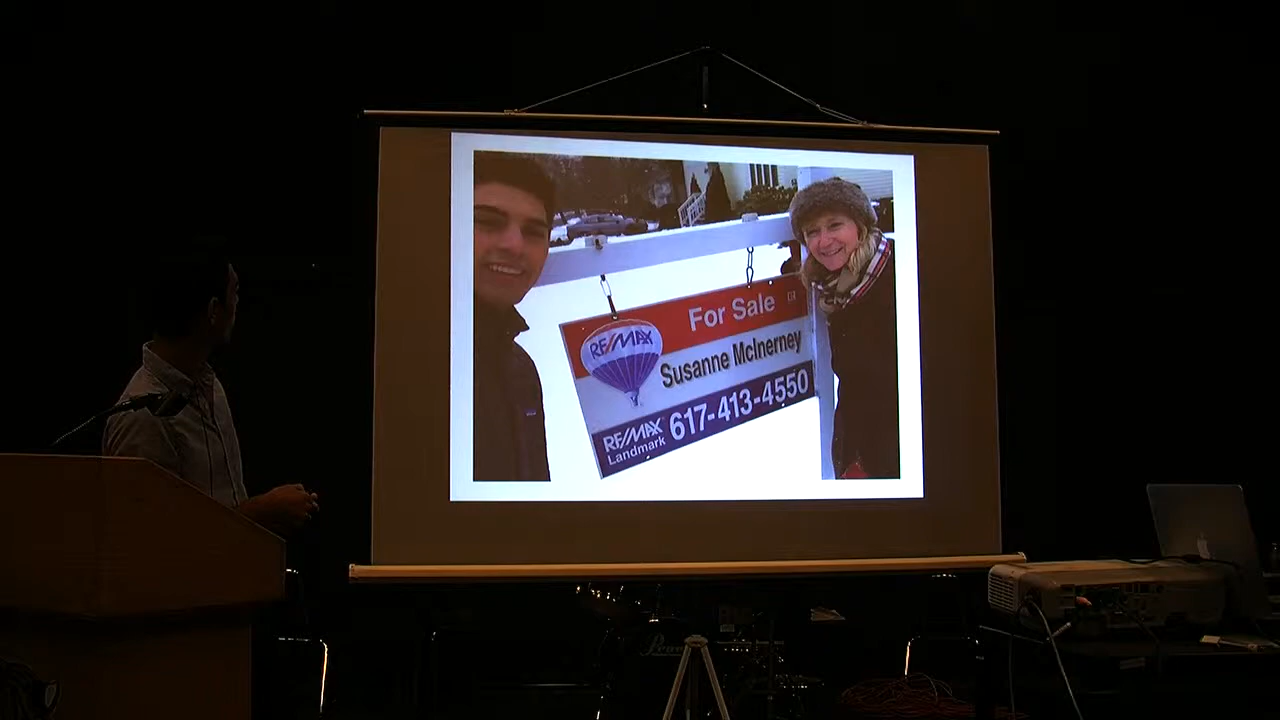 For Sale
RE/MAX
Susanne McInerney
617-413-4550
RE/MAX
Landmark